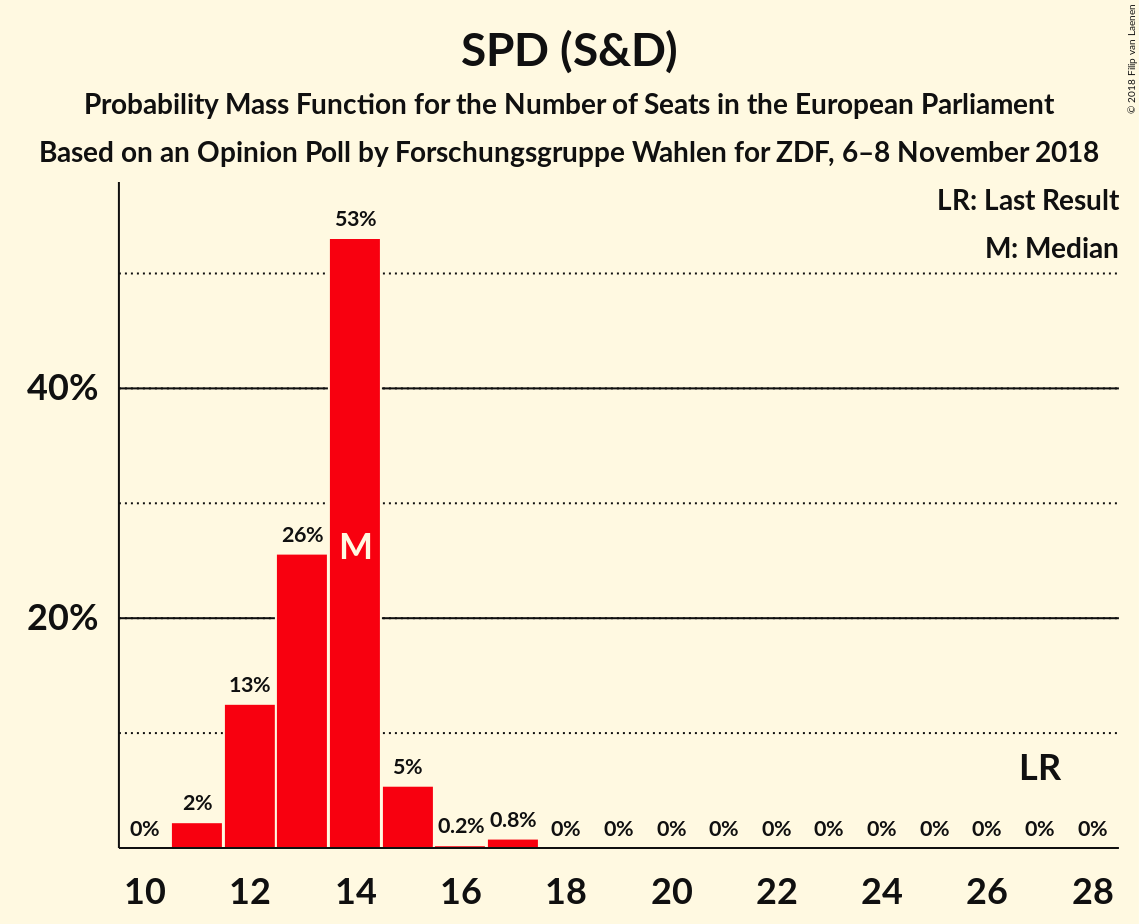 SPD (S&D)
Probability Mass Function for the Number of Seats in the European Parliament
Based on an Opinion Poll by Forschungsgruppe Wahlen for ZDF, 6–8 November 2018
© 2018 Filip van Laenen
LR: Last Result
M: Median
53%
40%
26%
M
20%
13%
LR
5%
2%
0% 0.2% 0.8% 0% 0% 0% 0% 0% 0% 0% 0% 0% 0% 0%
10 12 14 16 18 20 22 24 26 28